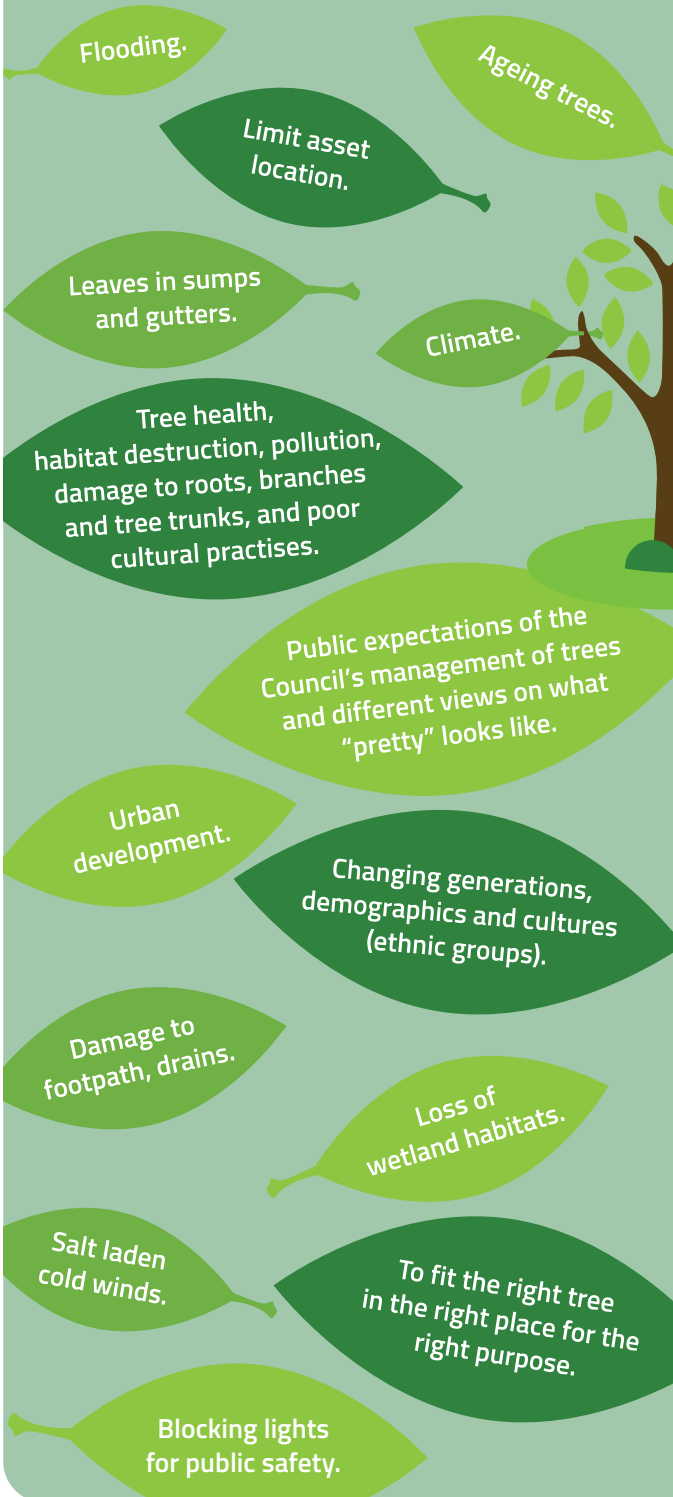 Flooding.
Ageing trees.
Limit asset
location.
Leaves in sumps
and gutters.
Climate.
Tree health,
habitat destruction, pollution,
damage to roots, branches
and tree trunks, and poor
cultural practises.
Public expectations of the
Council's management of trees
and different views on what
“pretty” looks like.
Urban
development.
Changing generations,
demographics and cultures
(ethnic groups).
Damage to
footpath, drains.
Loss of
wetland habitats.
Salt laden
cold winds.
To fit the right tree
in the right place for the
right purpose.
Blocking lights
for public safety.